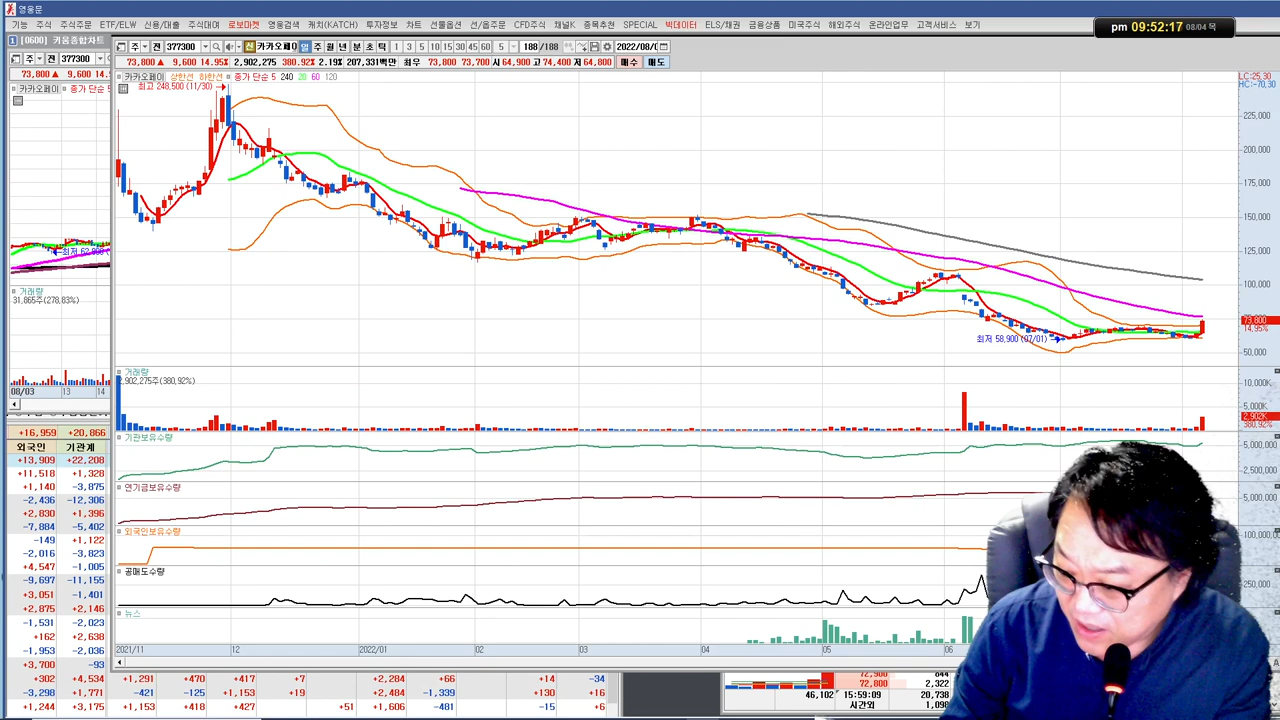 영웅문
기능 주식 주식주문 ETF/ELW 신용/대출 주식대여 로보마켓 영웅검색 캐치(KATCH) 투자정보 차트 선물옵션 선/옵주문 CFD주식 채널K 종목추천 SPECIAL 빅데이터 ELS/채권 금융상품 미국주식 해외주식 온라인업무 고객서비스 보기
pm 09:52:17 08/04 목
1 [0600] 키움종합차트
주 전 377300
주 전 377300 신 카카오페이 일 주 월 년 분 초 틱 1 3 5 10 15 30 45 60 5 188 /188
73,800 ▲ 9,600
73,800 ▲ 9,600 14.95% 2,902,275 380.92% 2.19% 207,331백만 최우 73,800 73,700 시 64,900 고 74,400 저 64,800 매수 매도
카카오페이 종가 단순
카카오페이 상한선 하한선 종가 단순 5 240 20 60 120
최고 248,500 (11/30)
LC:25.30
HC:-70.30
225,000
200,000
175,000
150,000
125,000
100,000
73,800
14.95%
50,000
최저 58,900 (07/01)
거래량
31,865주(278.83%)
거래량
2,902,275주(380.92%)
10,000K
5,000K
2,902K
380.92%
08/03 13 14
기관보유수량
5,000,000
2,500,000
연기금보유수량
5,000,000
외국인보유수량
공매도수량
뉴스
2021/11 12 2022/01 02 03 04 05 06
+16,959 +20,866
외국인 기관계
+13,909 +22,208
+11,518 +1,328
+1,140 -3,875
-2,436 -12,306
+2,830 +1,396
-7,884 -5,402
-149 +1,122
-2,016 -3,823
+4,547 -1,005
-9,697 -11,155
+3,051 -1,401
+2,875 +2,146
-1,531 -2,023
+162 +2,638
-1,953 -2,036
+3,700 -93
+302 +4,534 +1,291 +470 +417 +7 +2,284 +66 +14 -34
-3,298 +1,771 -421 -125 +1,153 +19 +2,484 -1,339 +130 +16
+1,244 +3,175 +1,153 +418 +427 +51 +1,606 -481 -15 +6
72,800 2,322
46,102 15:59:09 20,738
시간외